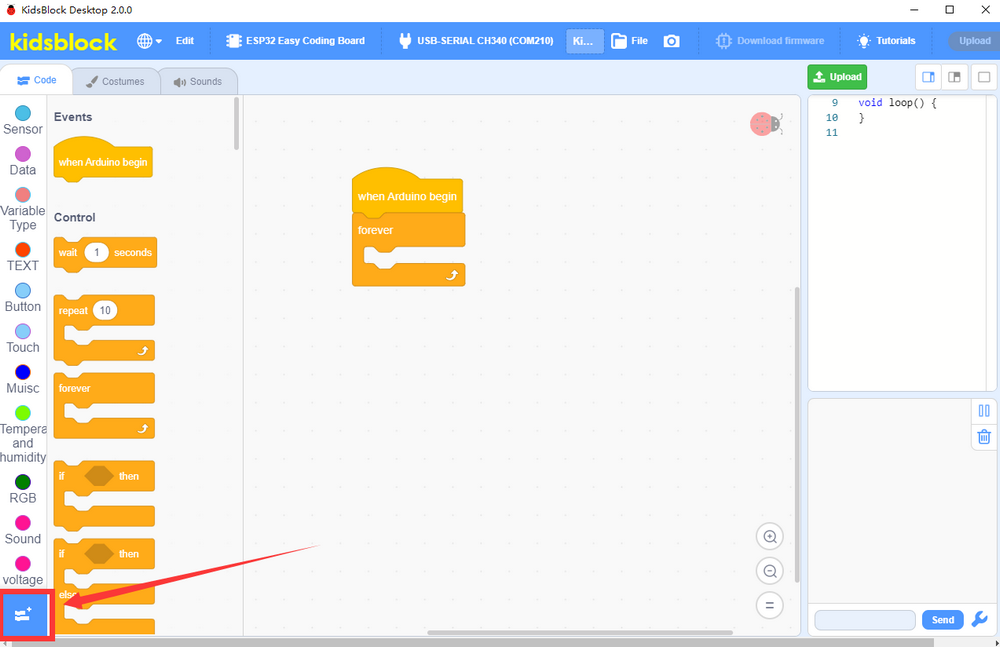 KidsBlock Desktop 2.0.0
kidsblock
Edit
ESP32 Easy Coding Board
USB-SERIAL CH340 (COM210)
Ki...
File
Download firmware
Tutorials
Upload
Code
Costumes
Sounds
Upload
Sensor
Data
Variable
Type
TEXT
Button
Touch
Muisc
Tempera
and
humidity
RGB
Sound
voltage
Events
when Arduino begin
Control
wait 1 seconds
repeat 10
forever
if then
if then
else
when Arduino begin
forever
9 void loop() {
10 }
11
Send